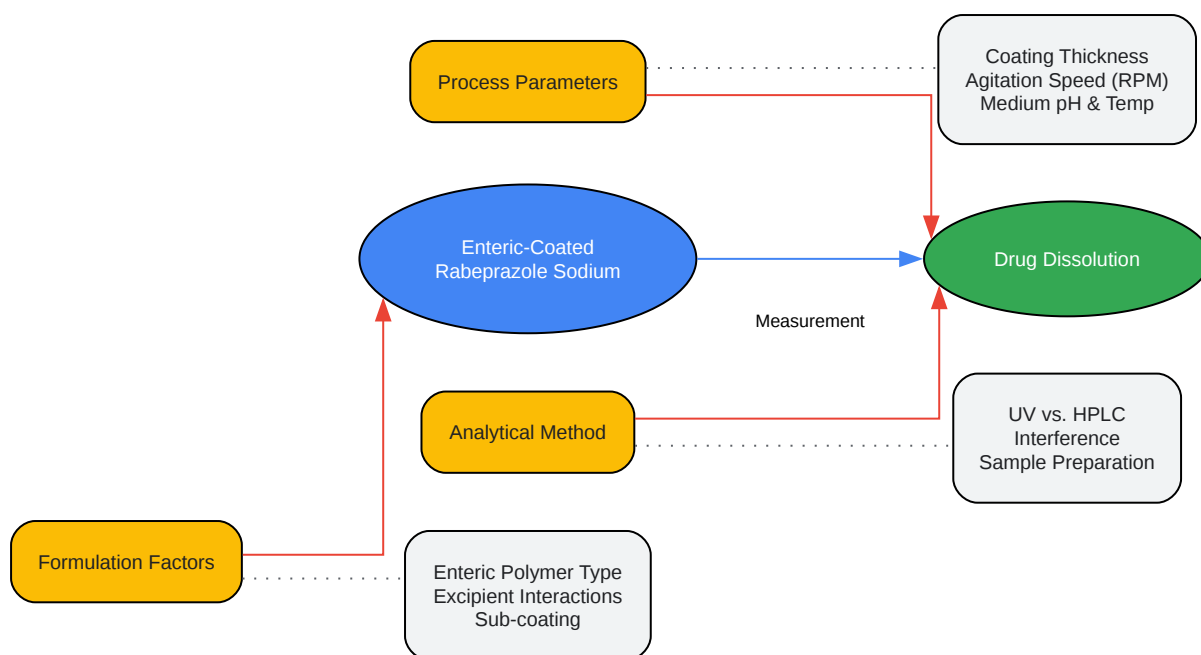 Process Parameters
Coating Thickness
Agitation Speed (RPM)
Medium pH & Temp
Enteric-Coated
Rabeprazole Sodium
Drug Dissolution
Measurement
Analytical Method
UV vs. HPLC
Interference
Sample Preparation
Formulation Factors
Enteric Polymer Type
Excipient Interactions
Sub-coating